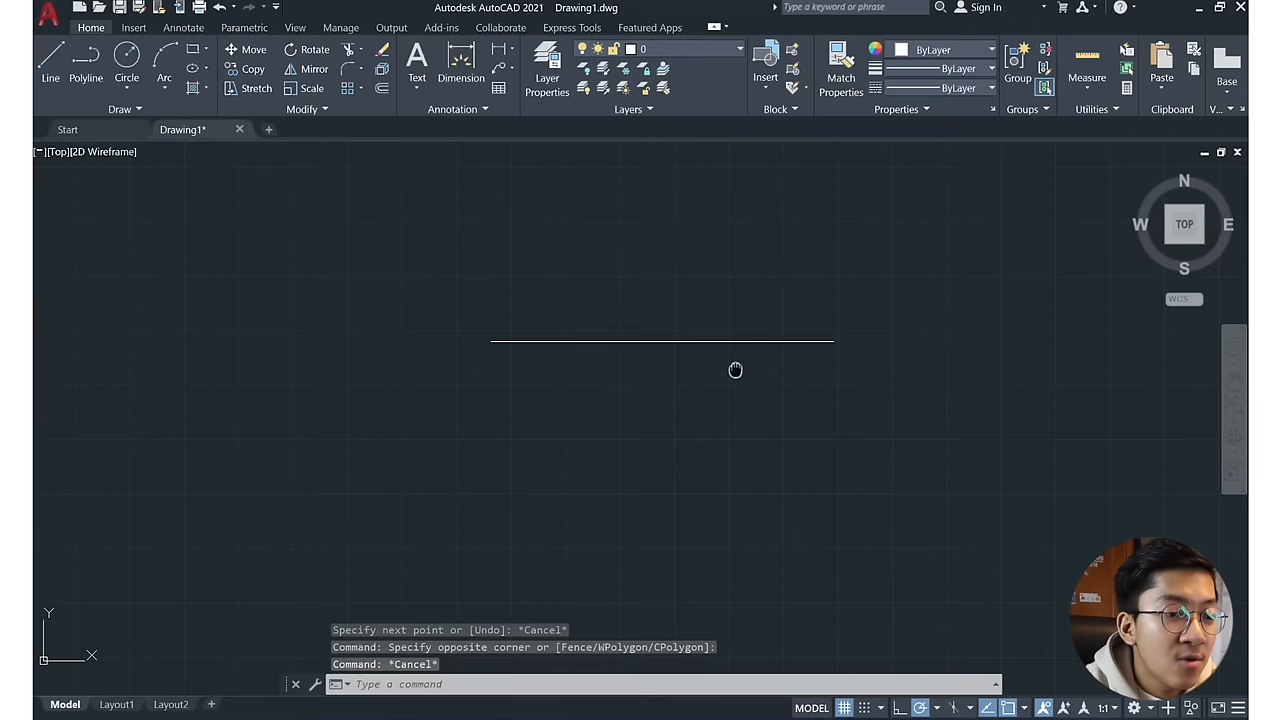 Autodesk AutoCAD 2021 Drawing1.dwg
Type a keyword or phrase
Sign In
Home Insert Annotate Parametric View Manage Output Add-ins Collaborate Express Tools Featured Apps
Line
Polyline
Circle
Arc
Move
Rotate
Copy
Mirror
Stretch
Scale
Text
Dimension
Layer
Properties
0
Insert
Match
Properties
ByLayer
ByLayer
ByLayer
Group
Measure
Paste
Base
Draw
Modify
Annotation
Layers
Block
Properties
Groups
Utilities
Clipboard
V...
Start
Drawing1*
[−][Top][2D Wireframe]
N
W
TOP
E
S
WCS
Y
X
Specify next point or [Undo]: *Cancel*
Command: Specify opposite corner or [Fence/WPolygon/CPolygon]:
Command: *Cancel*
Type a command
Model Layout1 Layout2
MODEL
1:1